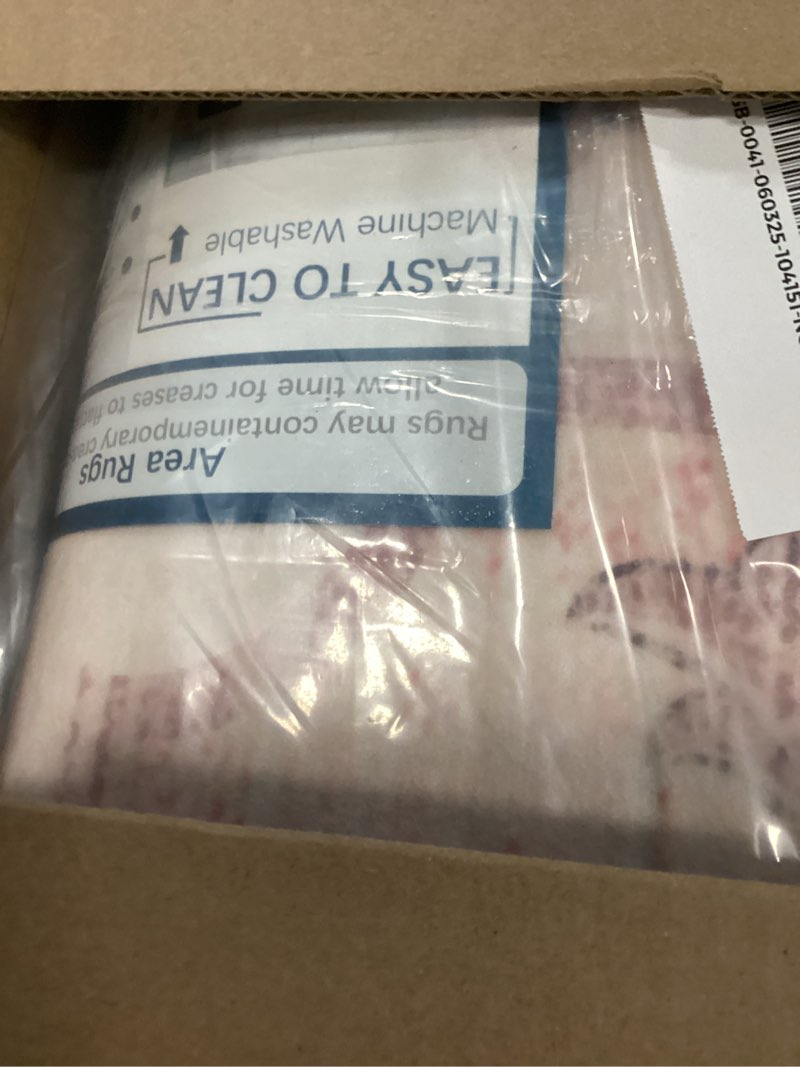 Area Rugs
Rugs may containemporary
allow time for creases to
EASY TO CLEAN
Machine Washable